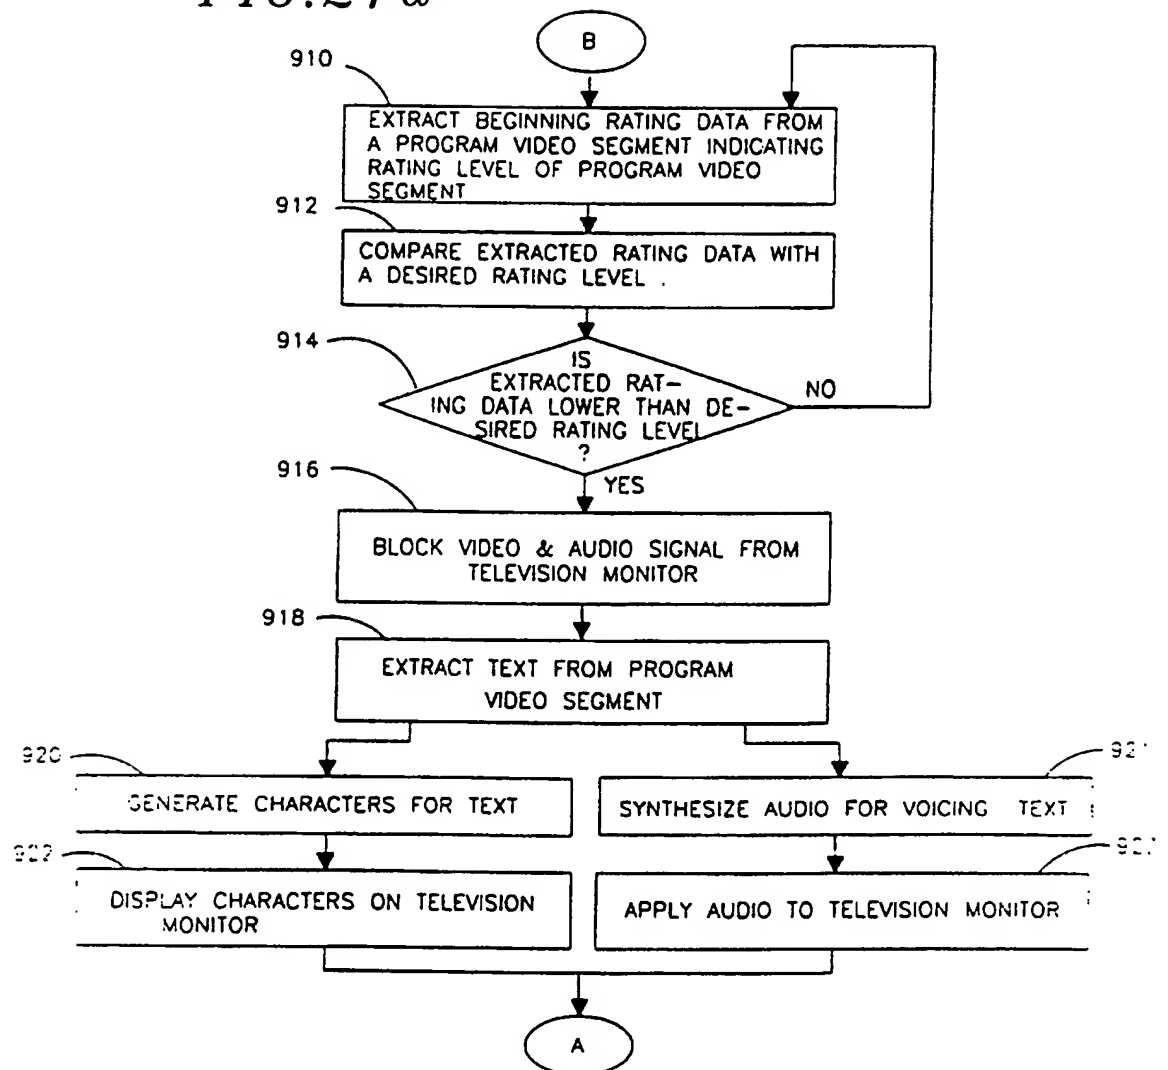 FIG.27a
B
910
EXTRACT BEGINNING RATING DATA FROM
A PROGRAM VIDEO SEGMENT INDICATING
RATING LEVEL OF PROGRAM VIDEO
SEGMENT
912
COMPARE EXTRACTED RATING DATA WITH
A DESIRED RATING LEVEL .
914
IS
EXTRACTED RAT-
ING DATA LOWER THAN DE-
SIRED RATING LEVEL
?
NO
YES
916
BLOCK VIDEO & AUDIO SIGNAL FROM
TELEVISION MONITOR
918
EXTRACT TEXT FROM PROGRAM
VIDEO SEGMENT
920
GENERATE CHARACTERS FOR TEXT
SYNTHESIZE AUDIO FOR VOICING TEXT
922
DISPLAY CHARACTERS ON TELEVISION
MONITOR
APPLY AUDIO TO TELEVISION MONITOR
A